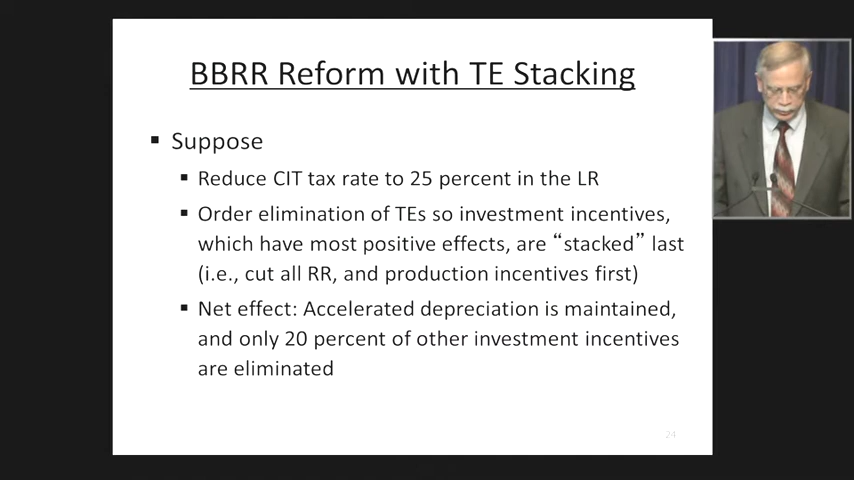 BBRR Reform with TE Stacking
▪ Suppose
▪ Reduce CIT tax rate to 25 percent in the LR
▪ Order elimination of TEs so investment incentives,
which have most positive effects, are “stacked” last
(i.e., cut all RR, and production incentives first)
▪ Net effect: Accelerated depreciation is maintained,
and only 20 percent of other investment incentives
are eliminated
24